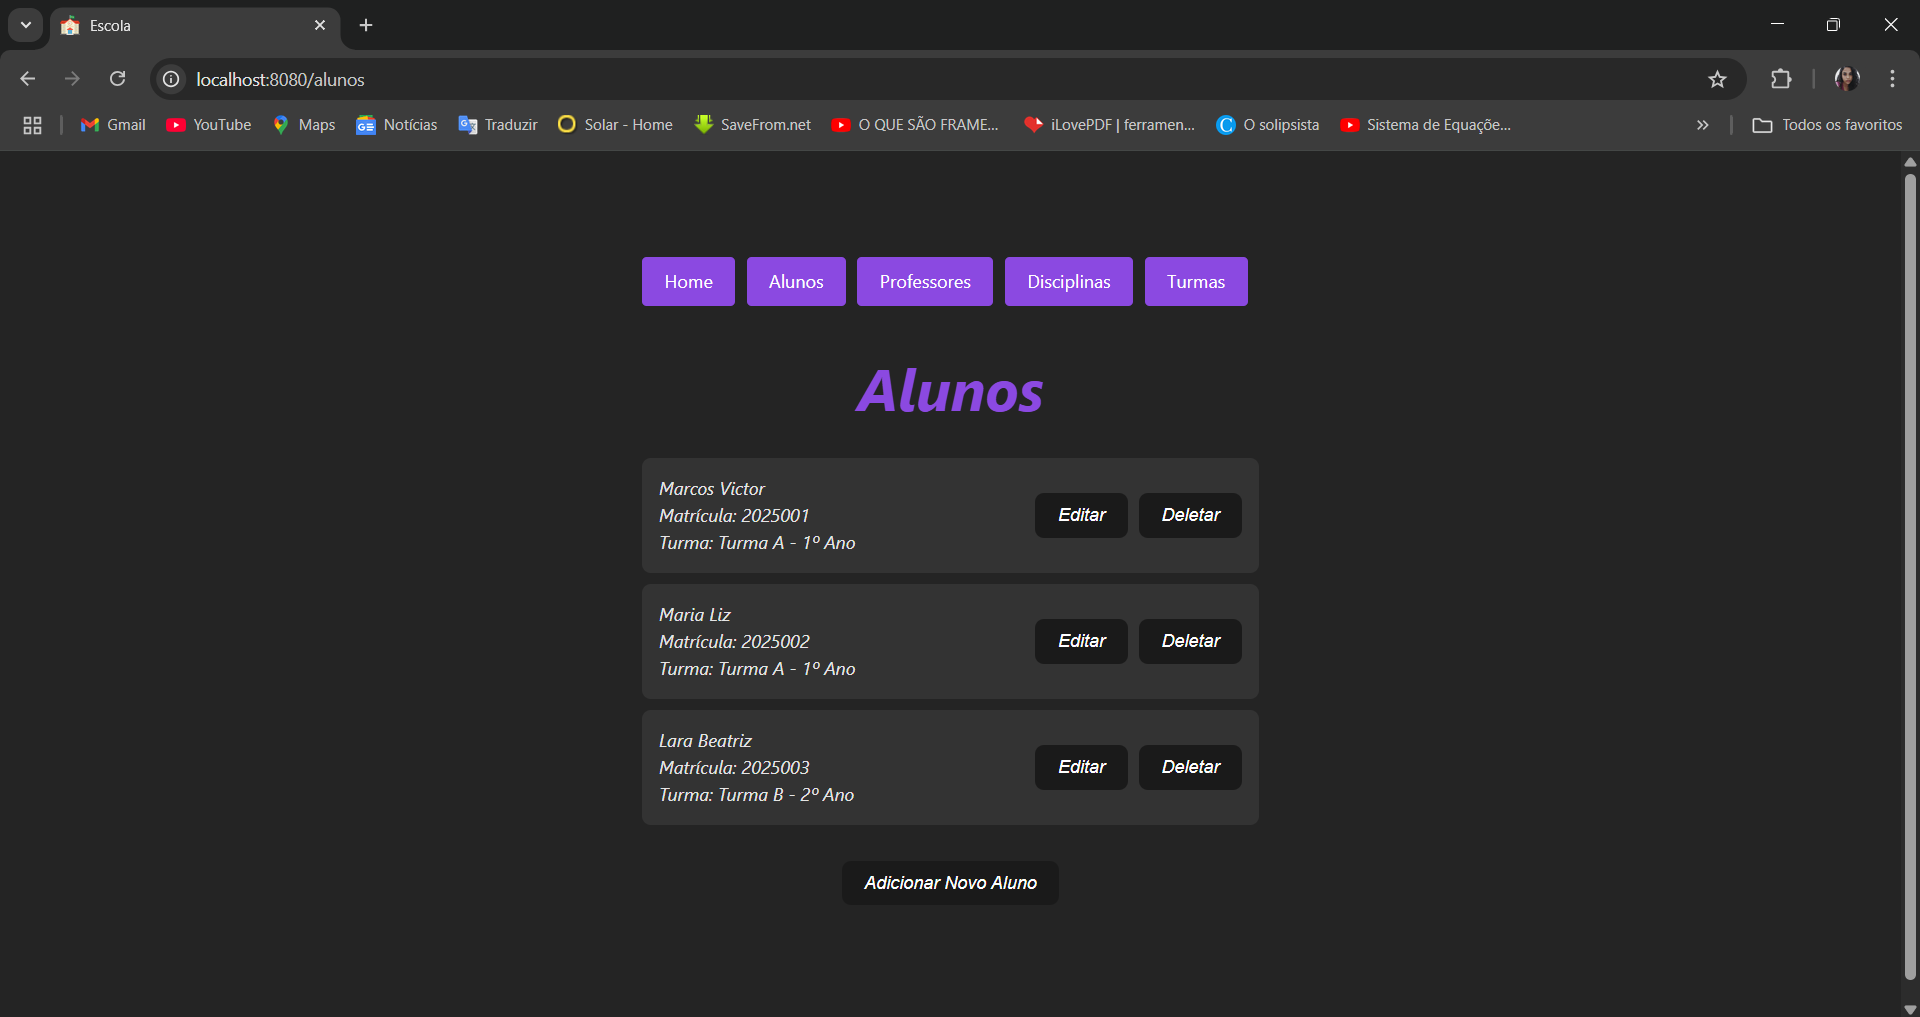 Escola
localhost:8080/alunos
Gmail YouTube Maps Notícias Traduzir Solar - Home SaveFrom.net O QUE SÃO FRAME... iLovePDF | ferramen... O solipsista Sistema de Equaçõe... Todos os favoritos
Home Alunos Professores Disciplinas Turmas
Alunos
Marcos Victor
Matrícula: 2025001
Turma: Turma A - 1º Ano
Editar Deletar
Maria Liz
Matrícula: 2025002
Turma: Turma A - 1º Ano
Editar Deletar
Lara Beatriz
Matrícula: 2025003
Turma: Turma B - 2º Ano
Editar Deletar
Adicionar Novo Aluno